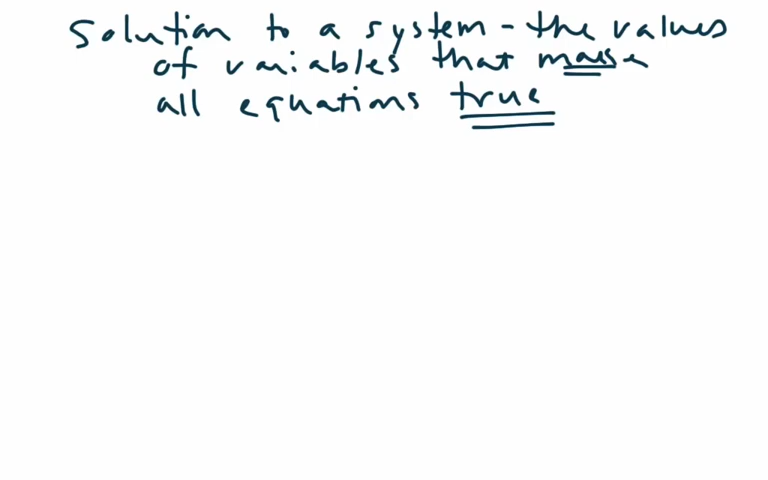 Solution to a system - the values
of variables that make
all equations true